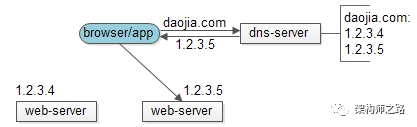 daojia.com
browser/app
dns-server
1.2.3.5
daojia.com:
1.2.3.4
1.2.3.5
1.2.3.4
web-server
1.2.3.5
web-server
架构师之路